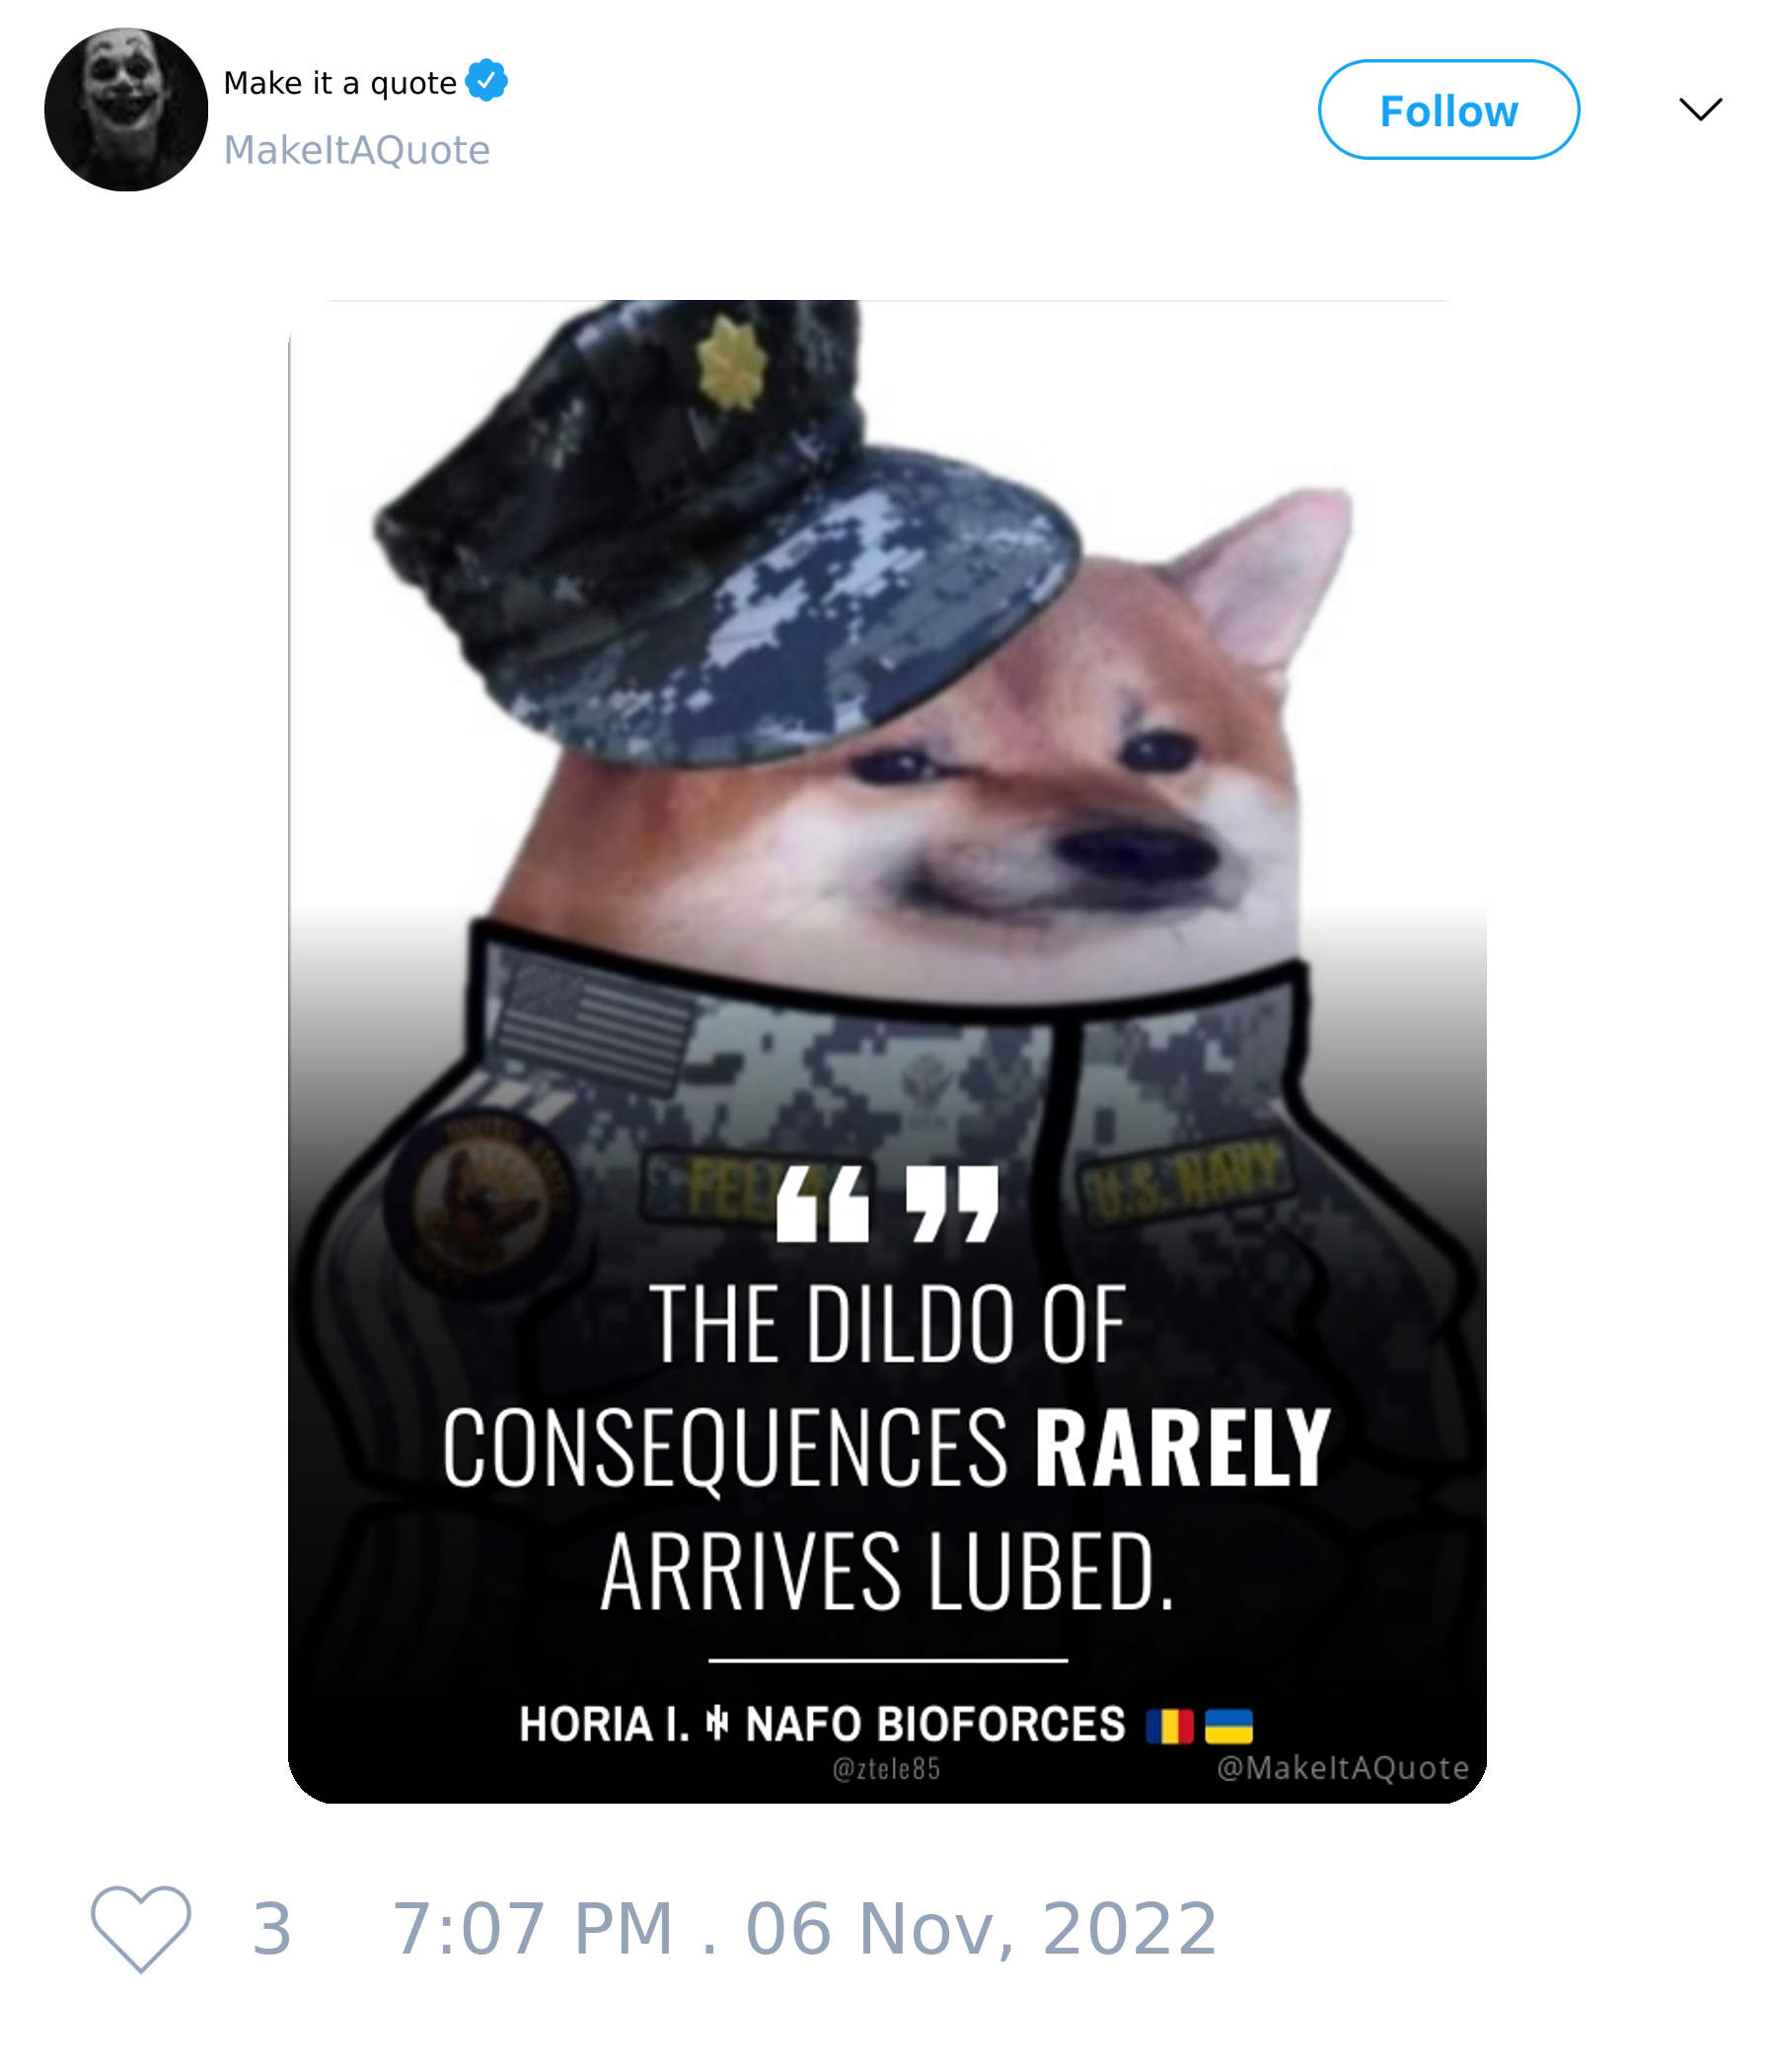 Make it a quote
MakeItAQuote
Follow
U.S. NAVY
“ ”
THE DILDO OF
CONSEQUENCES RARELY
ARRIVES LUBED.
HORIA I. 卐 NAFO BIOFORCES 🇷🇴 🇺🇦
@ztele85
@MakeItAQuote
3 7:07 PM . 06 Nov, 2022